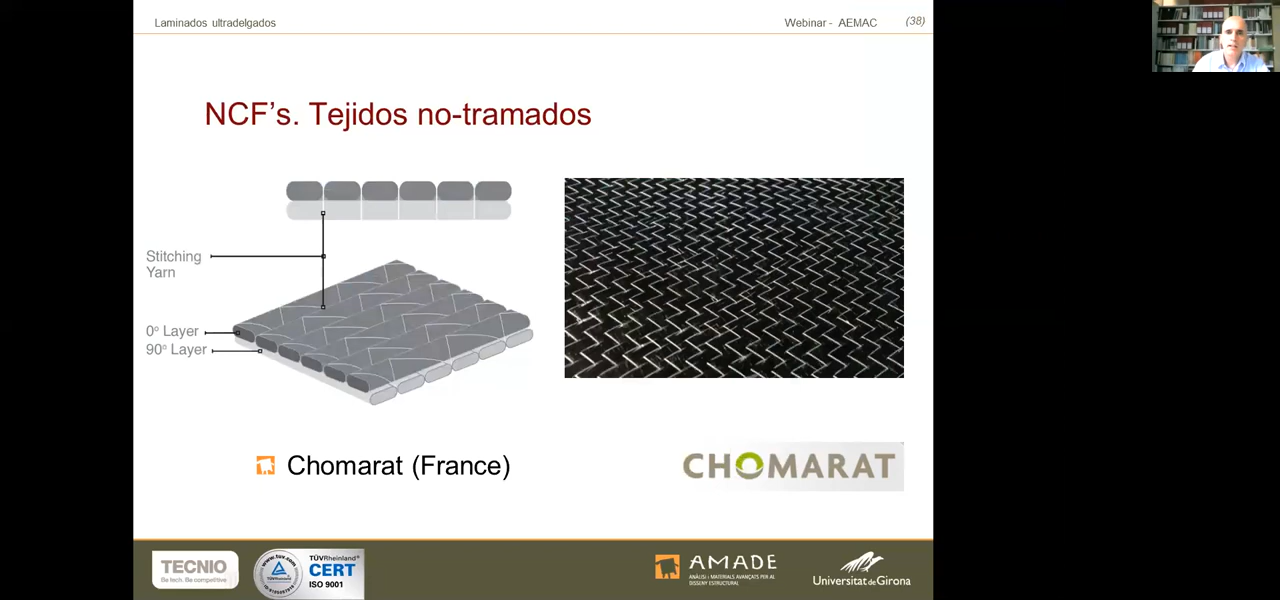 Laminados ultradelgados
Webinar - AEMAC
(38)
NCF's. Tejidos no-tramados
Stitching
Yarn
0º Layer
90º Layer
Chomarat (France)
CHOMARAT
TECNIO
Be tech. Be competitive
TÜVRheinland®
CERT
ISO 9001
AMADE
ANÀLISI I MATERIALS AVANÇATS PER AL
DISSENY ESTRUCTURAL
Universitat de Girona